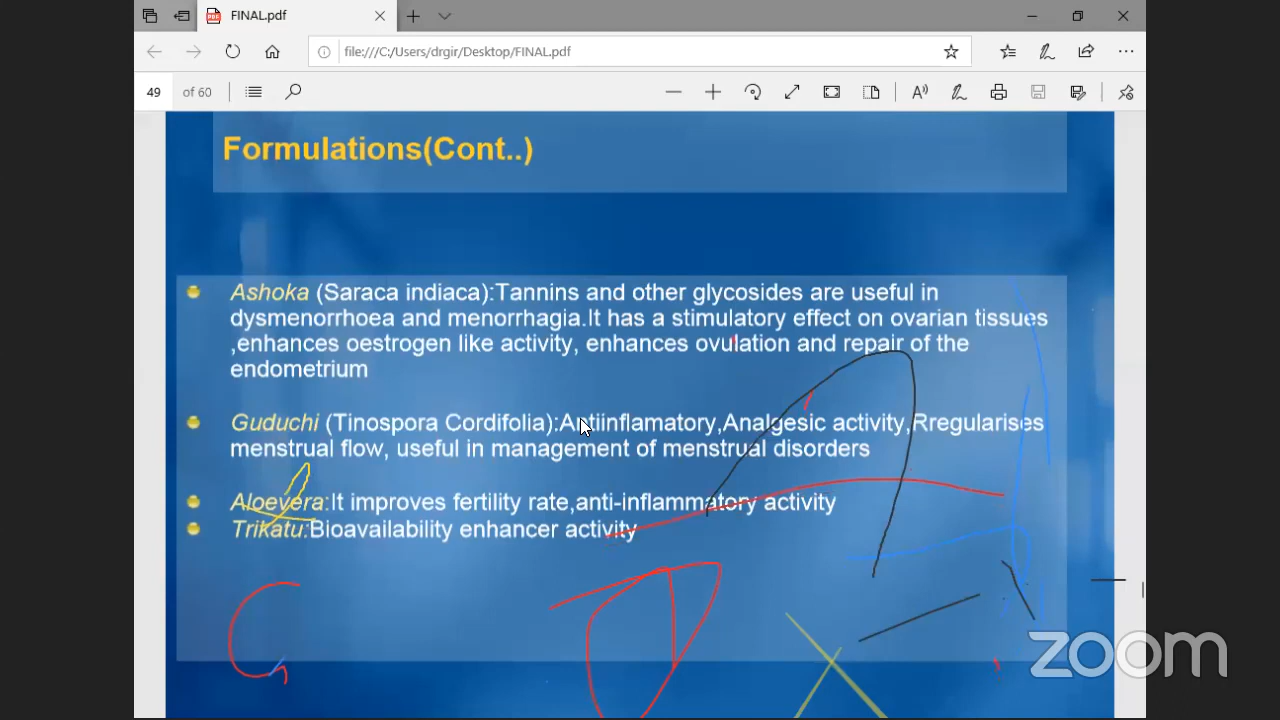 FINAL.pdf
file:///C:/Users/drgir/Desktop/FINAL.pdf
49 of 60
Formulations(Cont..)
Ashoka (Saraca indiaca):Tannins and other glycosides are useful in
dysmenorrhoea and menorrhagia.It has a stimulatory effect on ovarian tissues
,enhances oestrogen like activity, enhances ovulation and repair of the
endometrium
Guduchi (Tinospora Cordifolia):Antiinflamatory,Analgesic activity,Rregularises
menstrual flow, useful in management of menstrual disorders
Aloevera:It improves fertility rate,anti-inflammatory activity
Trikatu:Bioavailability enhancer activity
zoom